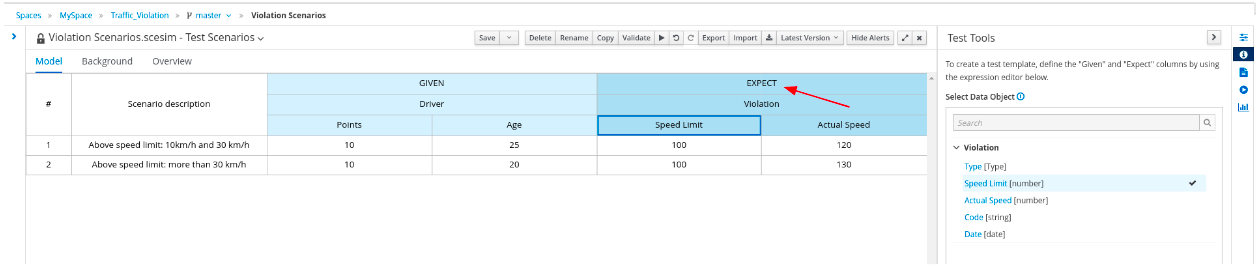 Spaces » MySpace » Traffic_Violation » master » Violation Scenarios
Violation Scenarios.scesim - Test Scenarios
Save Delete Rename Copy Validate Export Import Latest Version Hide Alerts
Model Background Overview
# Scenario description GIVEN EXPECT
Driver Violation
Points Age Speed Limit Actual Speed
1 Above speed limit: 10km/h and 30 km/h 10 25 100 120
2 Above speed limit: more than 30 km/h 10 20 100 130
Test Tools
To create a test template, define the "Given" and "Expect" columns by using
the expression editor below.
Select Data Object
Search
Violation
Type [Type]
Speed Limit [number]
Actual Speed [number]
Code [string]
Date [date]